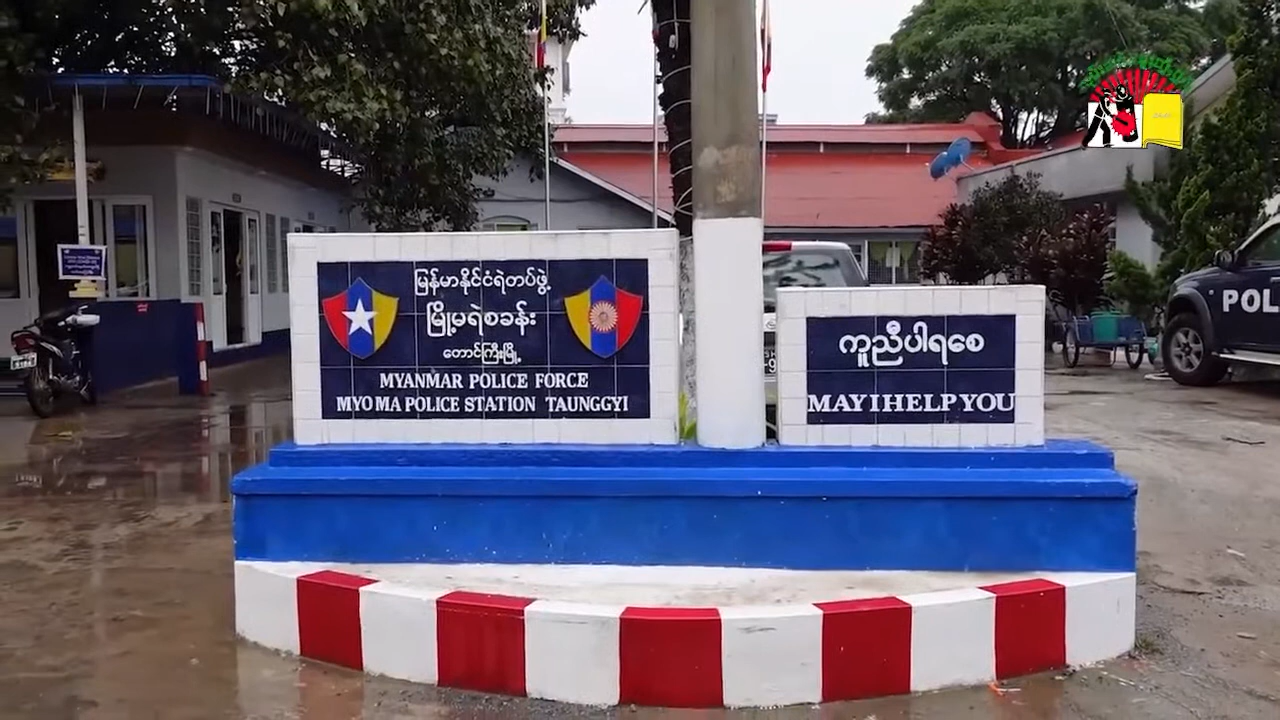 မြန်မာနိုင်ငံရဲတပ်ဖွဲ့
မြို့မရဲစခန်း
တောင်ကြီးမြို့
MYANMAR POLICE FORCE
MYO MA POLICE STATION TAUNGGYI
ကူညီပါရစေ
MAY I HELP YOU
POL